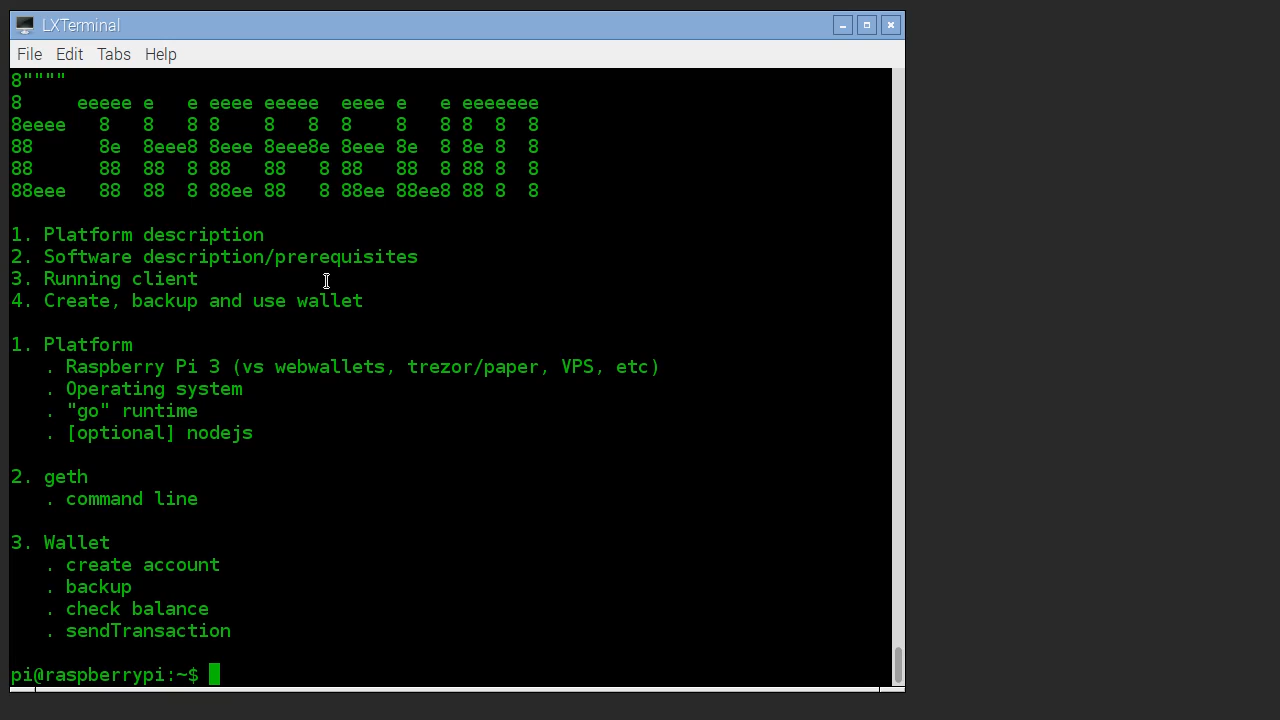 LXTerminal
File Edit Tabs Help
8""""
8     eeeee e   e eeee eeeee  eeee e   e eeeeeee
8eeee   8   8   8 8    8   8  8    8   8 8  8  8
88      8e  8eee8 8eee 8eee8e 8eee 8e  8 8e 8  8
88      88  88  8 88   88   8 88   88  8 88 8  8
88eee   88  88  8 88ee 88   8 88ee 88ee8 88 8  8
1. Platform description
2. Software description/prerequisites
3. Running client
4. Create, backup and use wallet
1. Platform
. Raspberry Pi 3 (vs webwallets, trezor/paper, VPS, etc)
. Operating system
. "go" runtime
. [optional] nodejs
2. geth
. command line
3. Wallet
. create account
. backup
. check balance
. sendTransaction
pi@raspberrypi:~$